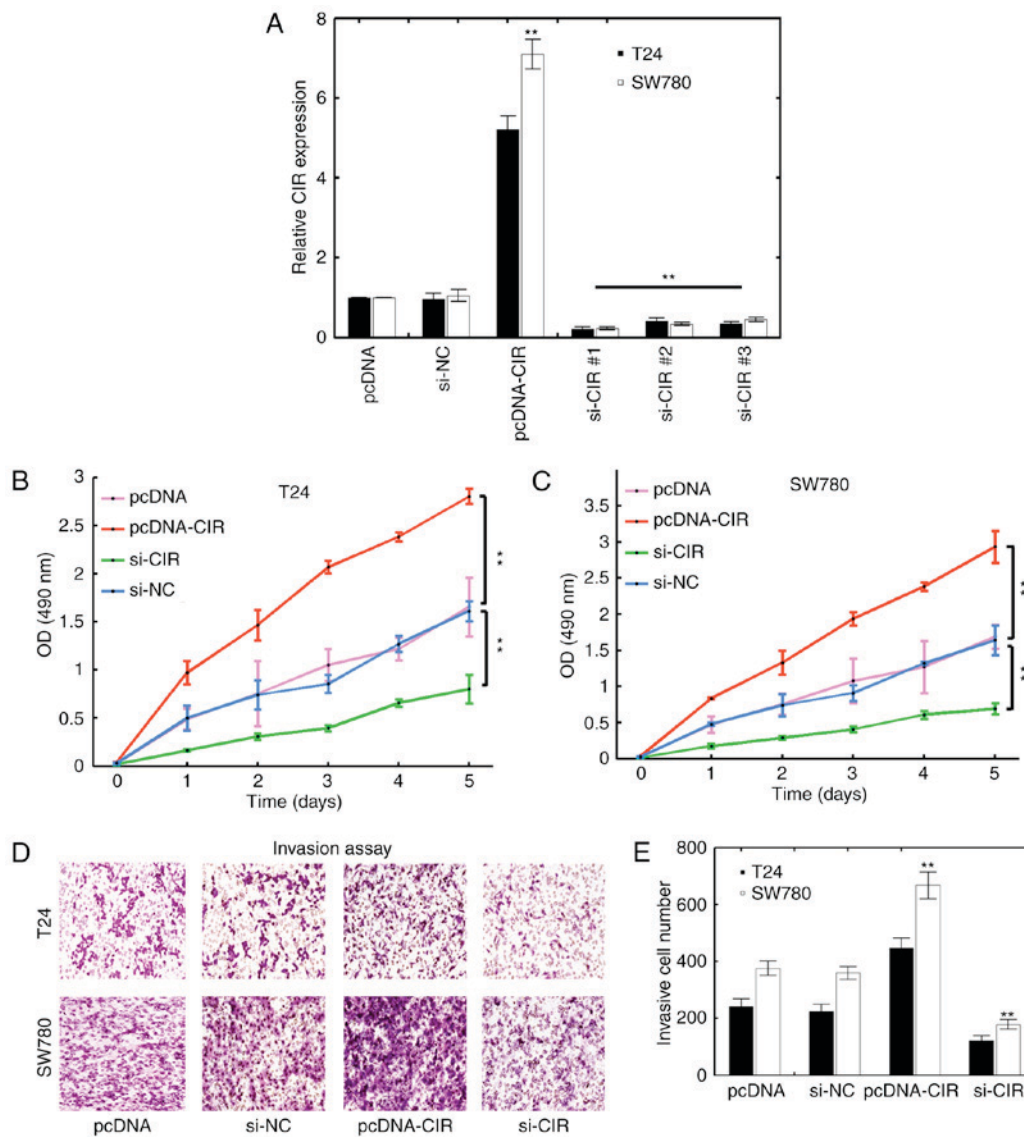 A
8
6
4
2
0
Relative CIR expression
**
T24
SW780
**
pcDNA
si-NC
pcDNA-CIR
si-CIR #1
si-CIR #2
si-CIR #3
B
T24
3
2.5
2
1.5
1
0.5
0
OD (490 nm)
pcDNA
pcDNA-CIR
si-CIR
si-NC
**
**
0 1 2 3 4 5
Time (days)
C
SW780
3.5
3
2.5
2
1.5
1
0.5
0
OD (490 nm)
pcDNA
pcDNA-CIR
si-CIR
si-NC
0 1 2 3 4 5
Time (days)
D
Invasion assay
T24
SW780
pcDNA si-NC pcDNA-CIR si-CIR
E
800
600
400
200
0
Invasive cell number
T24
SW780
**
**
pcDNA si-NC pcDNA-CIR si-CIR